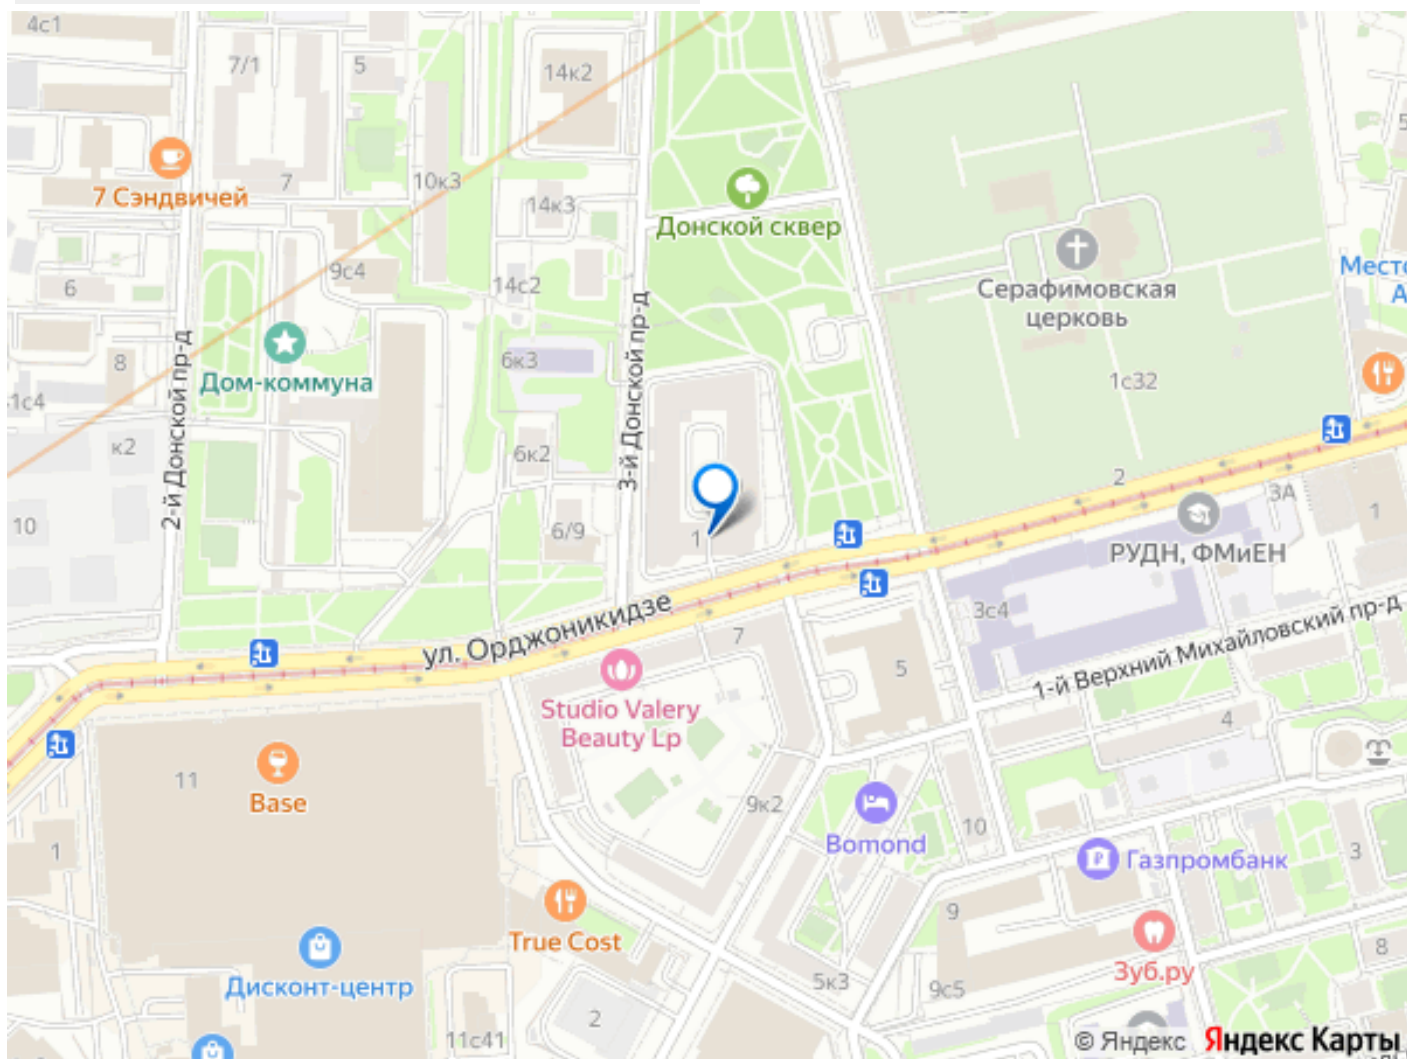 4с1
7/1
5
14к2
7 Сэндвичей
7
10к3
14к3
Донской сквер
Серафимовская
церковь
6
9с4
14с2
Дом-коммуна
8
6к3
1с32
2-й Донской пр-д
3-й Донской пр-д
1с4
к2
6к2
10
6/9
1
2
3А
1
РУДН, ФМиЕН
ул. Орджоникидзе
7
3с4
5
1-й Верхний Михайловский пр-д
Studio Valery
Beauty Lp
4
11
Base
9к2
Bomond
10
Газпромбанк
3
1
True Cost
9
Зуб.ру
8
Дисконт-центр
5к3
9с5
2
11с41
© Яндекс Яндекс Карты